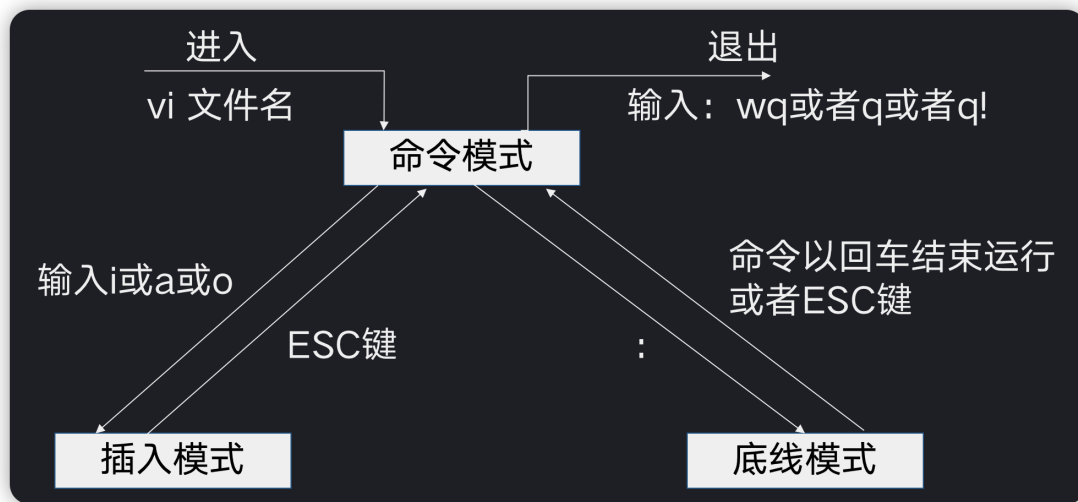 进入
退出
vi 文件名
输入：wq或者q或者q!
命令模式
命令以回车结束运行
或者ESC键
输入i或a或o
ESC键
:
插入模式
底线模式